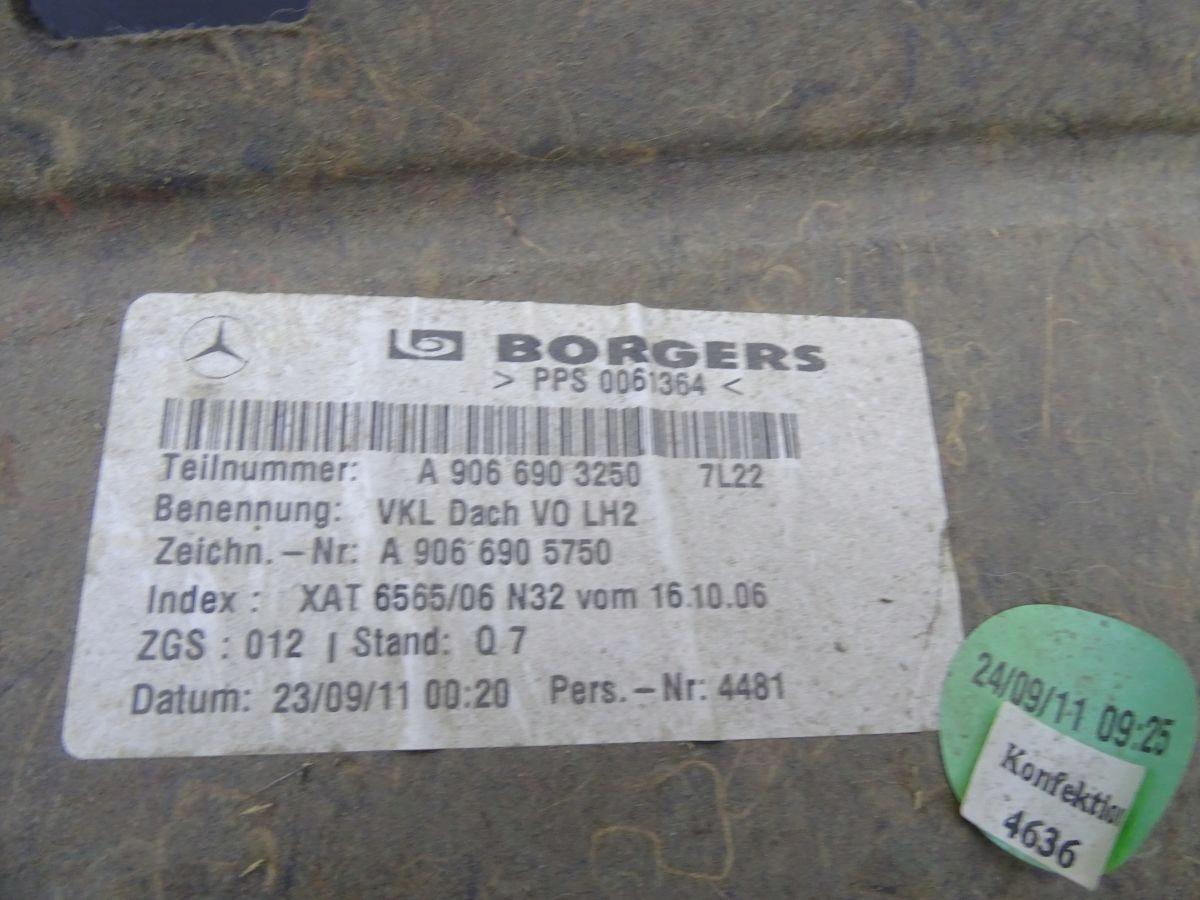 BORGERS
> PPS 0061364 <
Teilnummer: A 906 690 3250 7L22
Benennung: VKL Dach VO LH2
Zeichn.-Nr: A 906 690 5750
Index : XAT 6565/06 N32 vom 16.10.06
ZGS : 012 | Stand: Q 7
Datum: 23/09/11 00:20 Pers.-Nr: 4481
24/09/11 09:25
Konfektion
4636